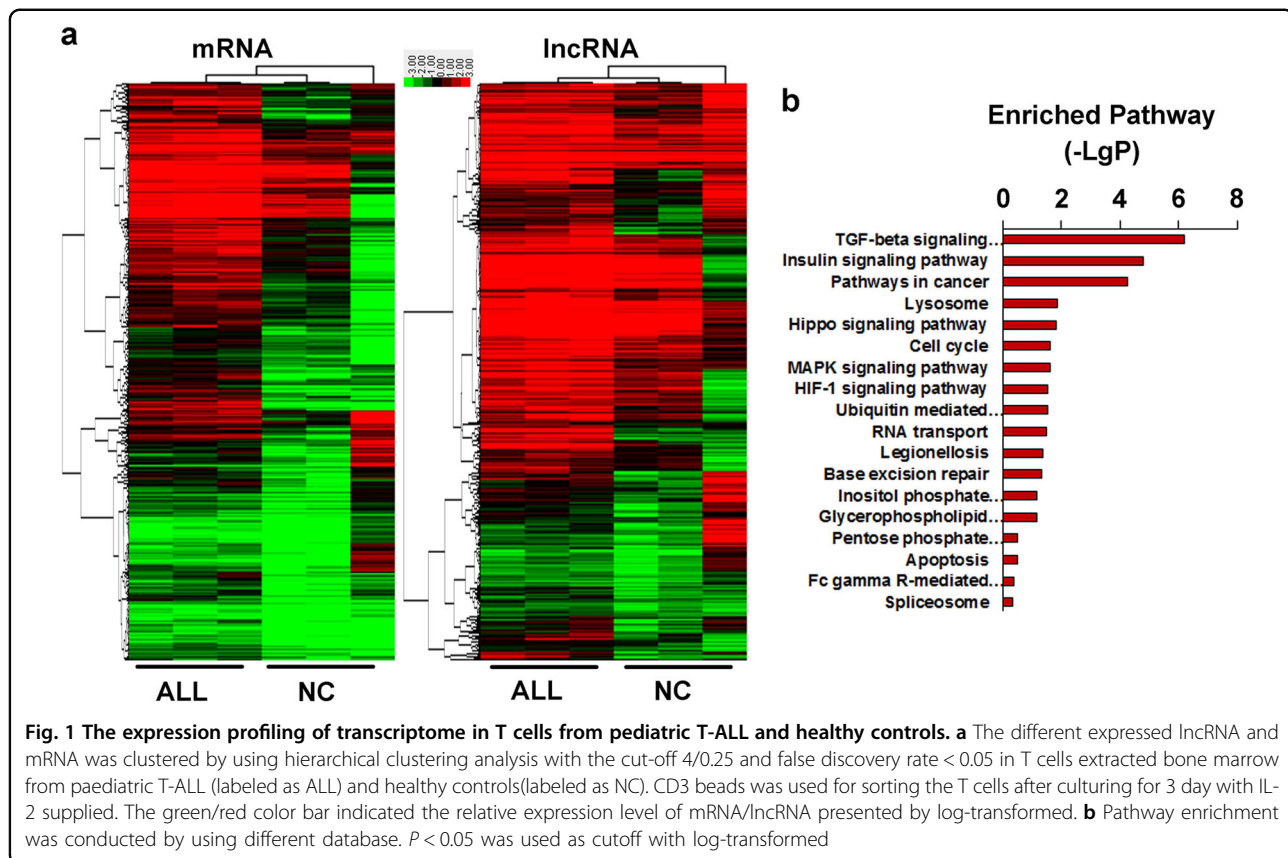 a
mRNA
lncRNA
-3.00
-2.00
-1.00
0.00
1.00
2.00
3.00
ALL
NC
ALL
NC
b
Enriched Pathway
(-LgP)
0 2 4 6 8
TGF-beta signaling...
Insulin signaling pathway
Pathways in cancer
Lysosome
Hippo signaling pathway
Cell cycle
MAPK signaling pathway
HIF-1 signaling pathway
Ubiquitin mediated...
RNA transport
Legionellosis
Base excision repair
Inositol phosphate...
Glycerophospholipid...
Pentose phosphate...
Apoptosis
Fc gamma R-mediated...
Spliceosome
Fig. 1 The expression profiling of transcriptome in T cells from pediatric T-ALL and healthy controls. a The different expressed lncRNA and
mRNA was clustered by using hierarchical clustering analysis with the cut-off 4/0.25 and false discovery rate < 0.05 in T cells extracted bone marrow
from paediatric T-ALL (labeled as ALL) and healthy controls(labeled as NC). CD3 beads was used for sorting the T cells after culturing for 3 day with IL-
2 supplied. The green/red color bar indicated the relative expression level of mRNA/lncRNA presented by log-transformed. b Pathway enrichment
was conducted by using different database. P < 0.05 was used as cutoff with log-transformed